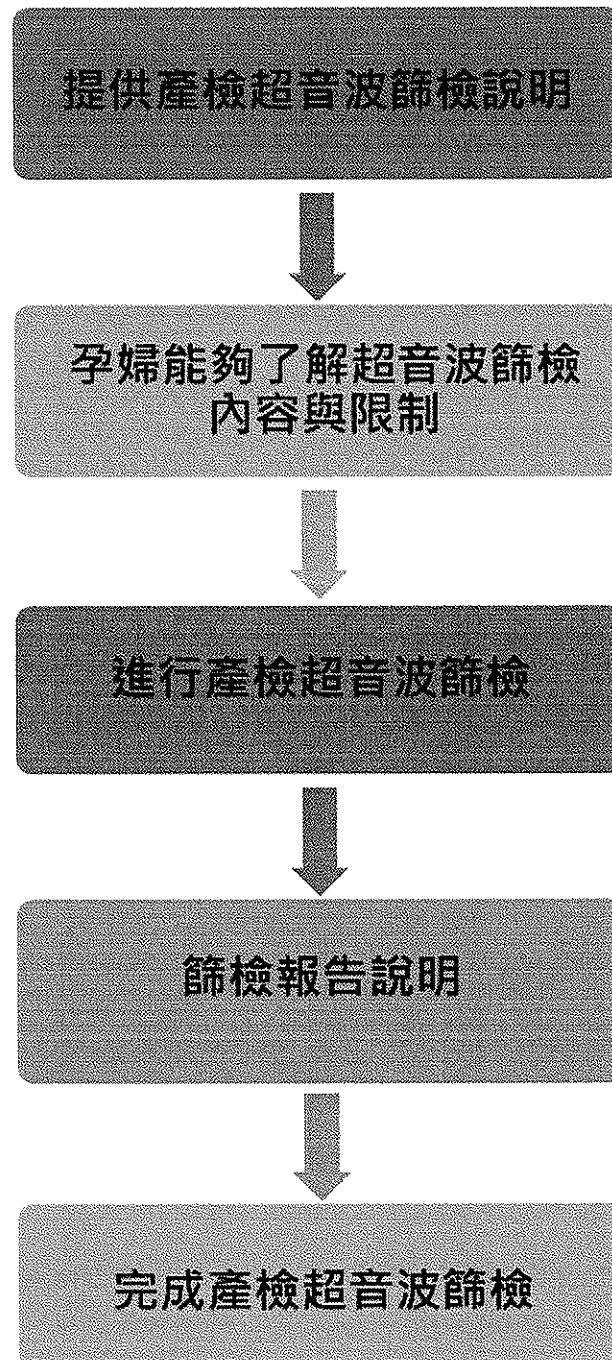 提供產檢超音波篩檢說明
孕婦能夠了解超音波篩檢
內容與限制
進行產檢超音波篩檢
篩檢報告說明
完成產檢超音波篩檢